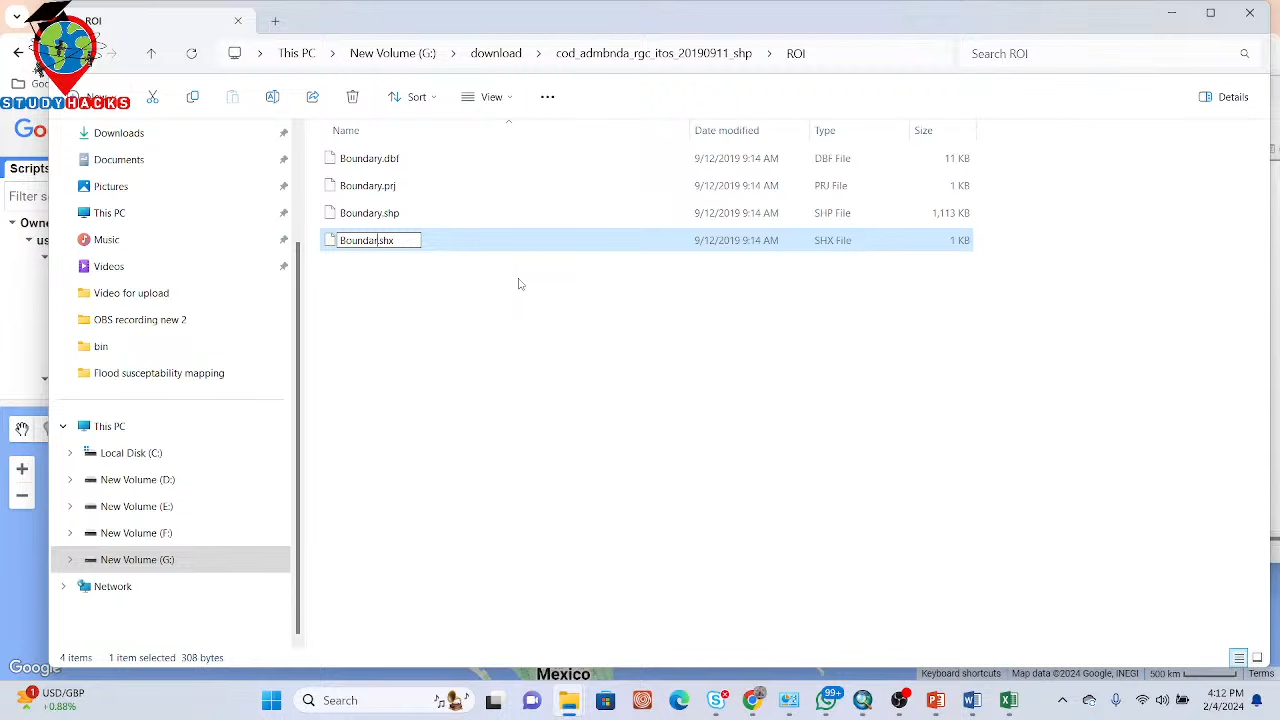 ROI
This PC
New Volume (G:)
download
cod_admbnda_rgc_itos_20190911_shp
ROI
Search ROI
STUDYHACKS
Sort
View
Details
Scripts
Filter s
Owne
us
Name
Date modified
Type
Size
Boundary.dbf
9/12/2019 9:14 AM
DBF File
11 KB
Boundary.prj
9/12/2019 9:14 AM
PRJ File
1 KB
Boundary.shp
9/12/2019 9:14 AM
SHP File
1,113 KB
Boundar.shx
9/12/2019 9:14 AM
SHX File
1 KB
Downloads
Documents
Pictures
This PC
Music
Videos
Video for upload
OBS recording new 2
bin
Flood susceptability mapping
This PC
Local Disk (C:)
New Volume (D:)
New Volume (E:)
New Volume (F:)
New Volume (G:)
Network
4 items
1 item selected 308 bytes
Google
Mexico
Keyboard shortcuts
Map data ©2024 Google, INEGI
500 km
Terms
1
USD/GBP
+0.88%
Search
99+
4:12 PM
2/4/2024